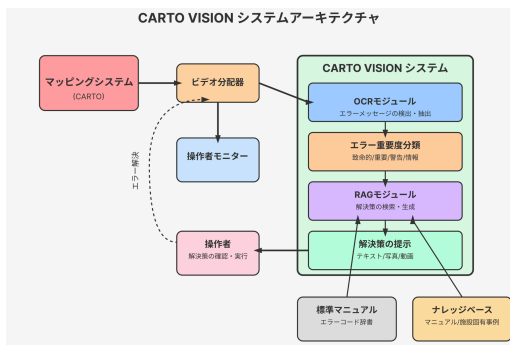 CARTO VISION システムアーキテクチャ
マッピングシステム
(CARTO)
ビデオ分配器
操作者モニター
エラー解決
操作者
解決策の確認・実行
CARTO VISION システム
OCRモジュール
エラーメッセージの検出・抽出
エラー重要度分類
致命的/重要/警告/情報
RAGモジュール
解決策の検索・生成
解決策の提示
テキスト/写真/動画
標準マニュアル
エラーコード辞書
ナレッジベース
マニュアル/施設固有事例